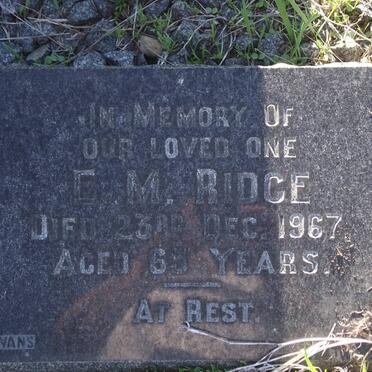 IN MEMORY OF
OUR LOVED ONE
M. RIDGE
DIED 23RD DEC. 1967
AGED YEARS.
AT REST.